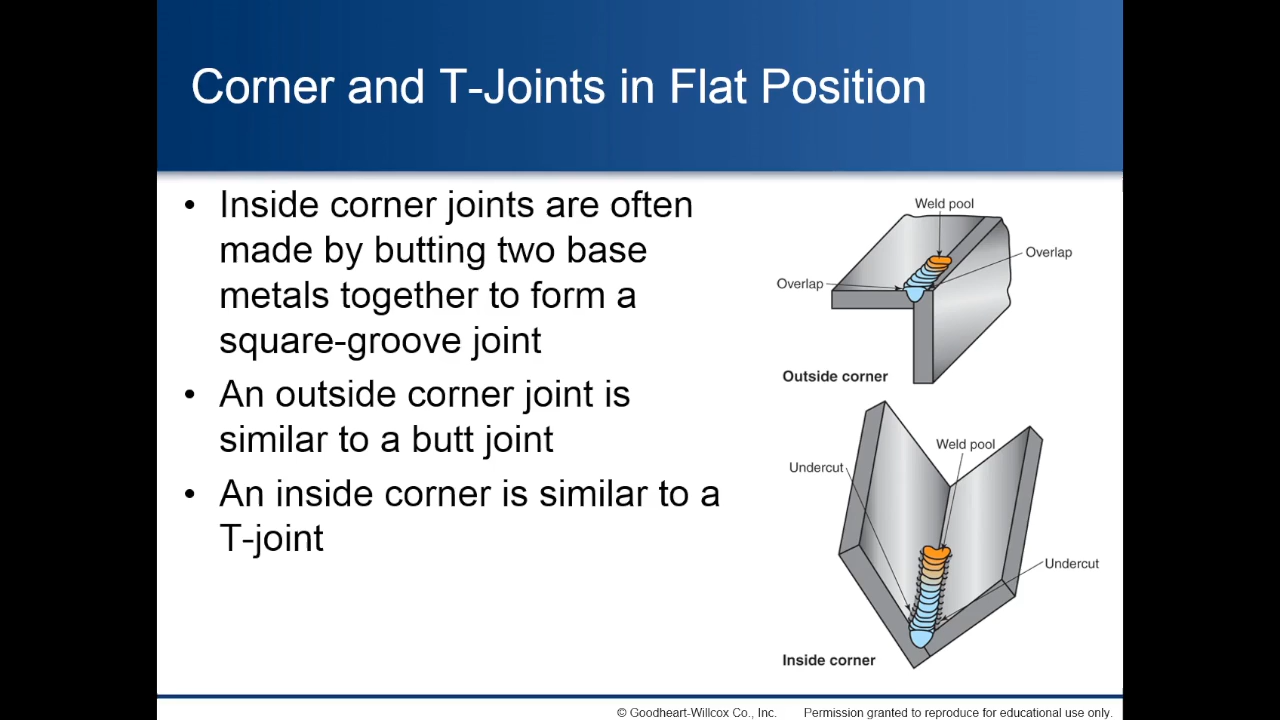 Corner and T-Joints in Flat Position
• Inside corner joints are often
made by butting two base
metals together to form a
square-groove joint
• An outside corner joint is
similar to a butt joint
• An inside corner is similar to a
T-joint
Weld pool
Overlap
Overlap
Outside corner
Weld pool
Undercut
Undercut
Inside corner
© Goodheart-Willcox Co., Inc. Permission granted to reproduce for educational use only.